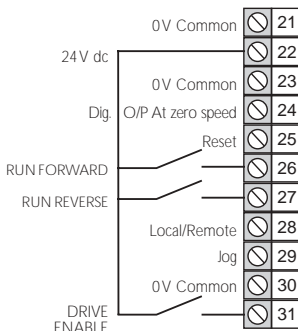 0V Common 21
24V dc 22
0V Common 23
Dig. O/P At zero speed 24
Reset 25
RUN FORWARD 26
RUN REVERSE 27
Local/Remote 28
Jog 29
0V Common 30
DRIVE 31
ENABLE